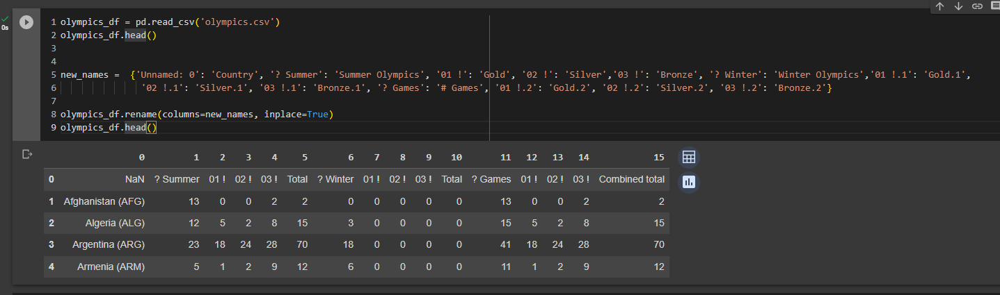 1 olympics_df = pd.read_csv('olympics.csv')
0s
2 olympics_df.head()
3
4
5 new_names =  {'Unnamed: 0': 'Country', '? Summer': 'Summer Olympics', '01 !': 'Gold', '02 !': 'Silver','03 !': 'Bronze', '? Winter': 'Winter Olympics','01 !.1': 'Gold.1',
6 '02 !.1': 'Silver.1', '03 !.1': 'Bronze.1', '? Games': '# Games', '01 !.2': 'Gold.2', '02 !.2': 'Silver.2', '03 !.2': 'Bronze.2'}
7
8 olympics_df.rename(columns=new_names, inplace=True)
9 olympics_df.head()
0 1 2 3 4 5 6 7 8 9 10 11 12 13 14 15
0 NaN ? Summer 01 ! 02 ! 03 ! Total ? Winter 01 ! 02 ! 03 ! Total ? Games 01 ! 02 ! 03 ! Combined total
1 Afghanistan (AFG) 13 0 0 2 2 0 0 0 0 0 13 0 0 2 2
2 Algeria (ALG) 12 5 2 8 15 3 0 0 0 0 15 5 2 8 15
3 Argentina (ARG) 23 18 24 28 70 18 0 0 0 0 41 18 24 28 70
4 Armenia (ARM) 5 1 2 9 12 6 0 0 0 0 11 1 2 9 12